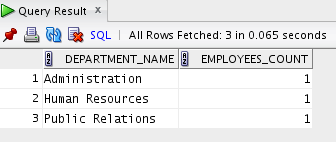 Query Result ×
SQL | All Rows Fetched: 3 in 0.065 seconds
DEPARTMENT_NAME EMPLOYEES_COUNT
1 Administration 1
2 Human Resources 1
3 Public Relations 1